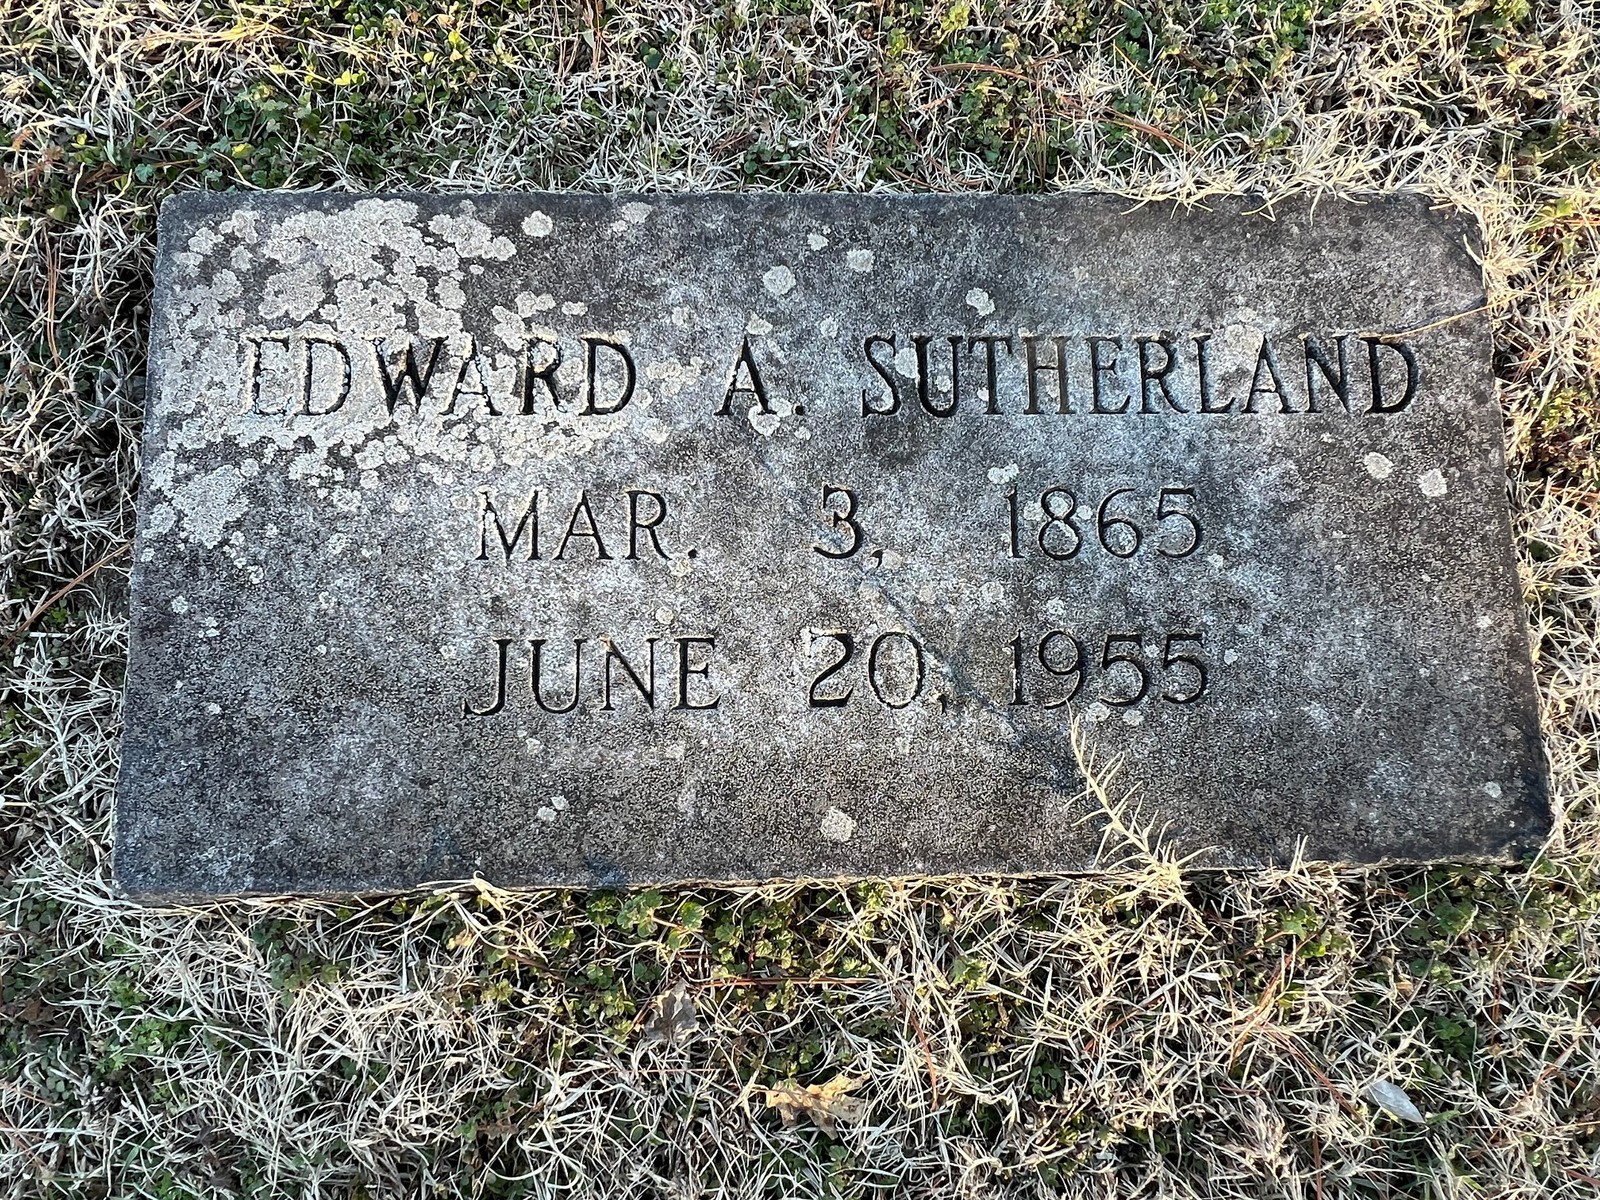 EDWARD A. SUTHERLAND
MAR. 3, 1865
JUNE 20, 1955